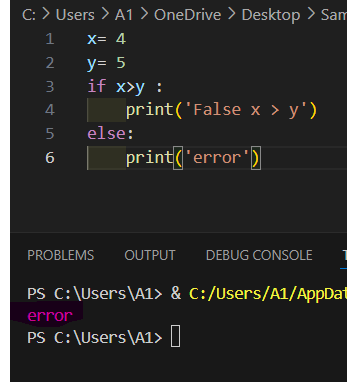 C: > Users > A1 > OneDrive > Desktop > Sam
1 x= 4
2 y= 5
3 if x>y :
4 print('False x > y')
5 else:
6 print('error')
PROBLEMS OUTPUT DEBUG CONSOLE
PS C:\Users\A1> & C:/Users/A1/AppDat
error
PS C:\Users\A1>